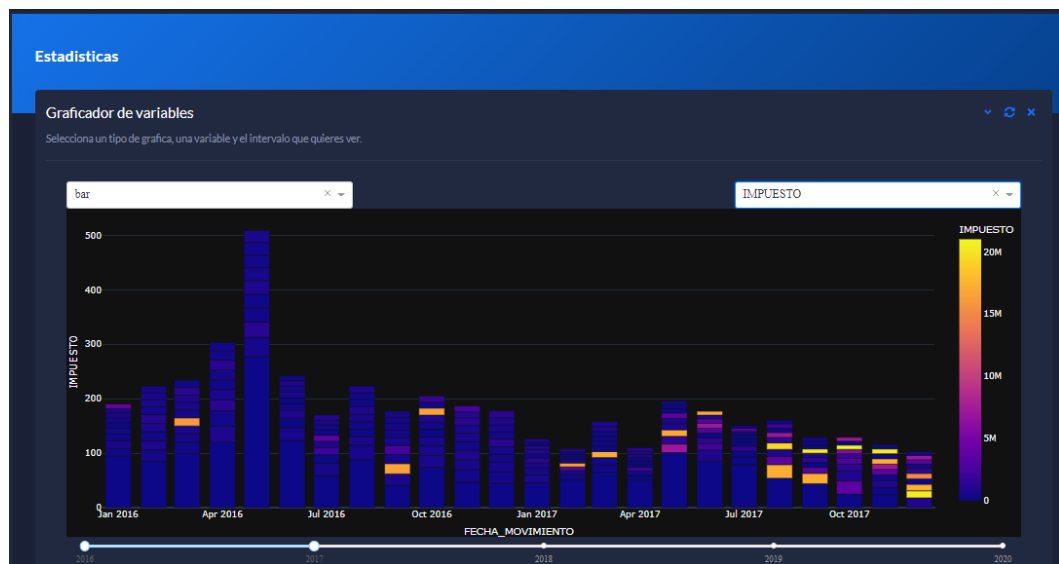 Estadisticas
Graficador de variables
Selecciona un tipo de grafica, una variable y el intervalo que quieres ver.
bar
IMPUESTO
IMPUESTO
500
400
300
200
100
0
IMPUESTO
20M
15M
10M
5M
0
Jan 2016 Apr 2016 Jul 2016 Oct 2016 Jan 2017 Apr 2017 Jul 2017 Oct 2017
FECHA_MOVIMIENTO
2016 2017 2018 2019 2020